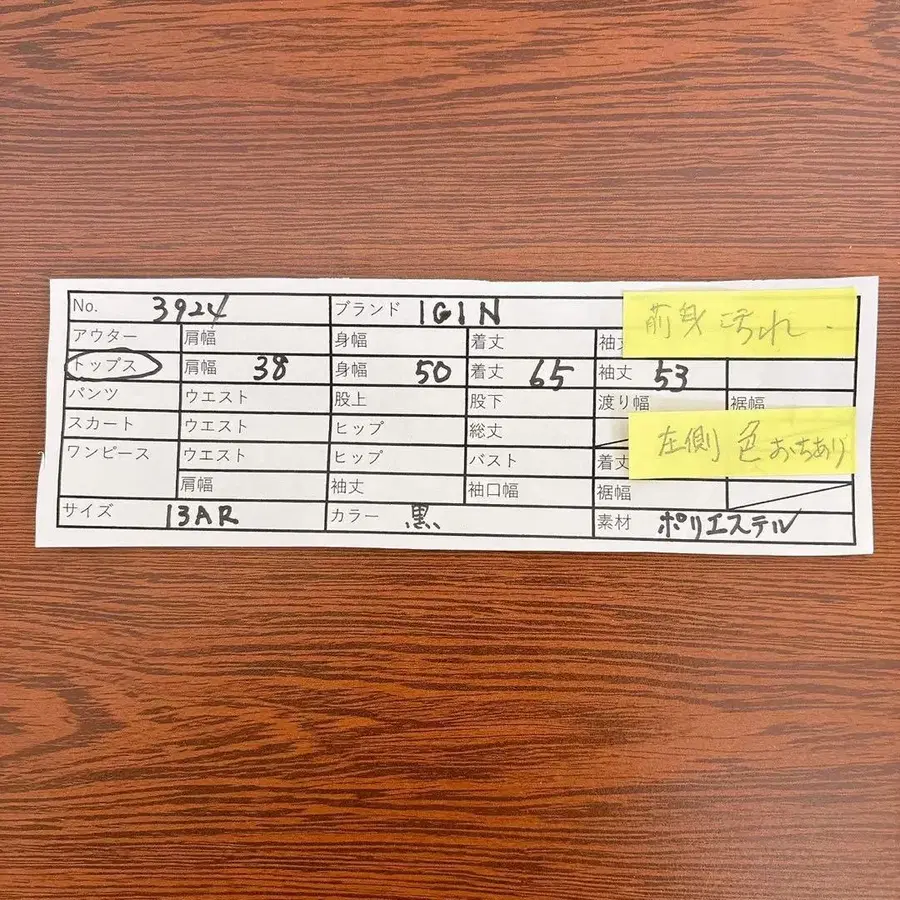 No. 3924 ブランド IGIN
前身汚れ.
アウター 肩幅 身幅 着丈 袖丈
トップス 肩幅 38 身幅 50 着丈 65 袖丈 53
パンツ ウエスト 股上 股下 渡り幅 裾幅
スカート ウエスト ヒップ 総丈
左側 色おちあり
ワンピース ウエスト ヒップ バスト 着丈
肩幅 袖丈 袖口幅 裾幅
サイズ 13AR カラー 黒 素材 ポリエステル